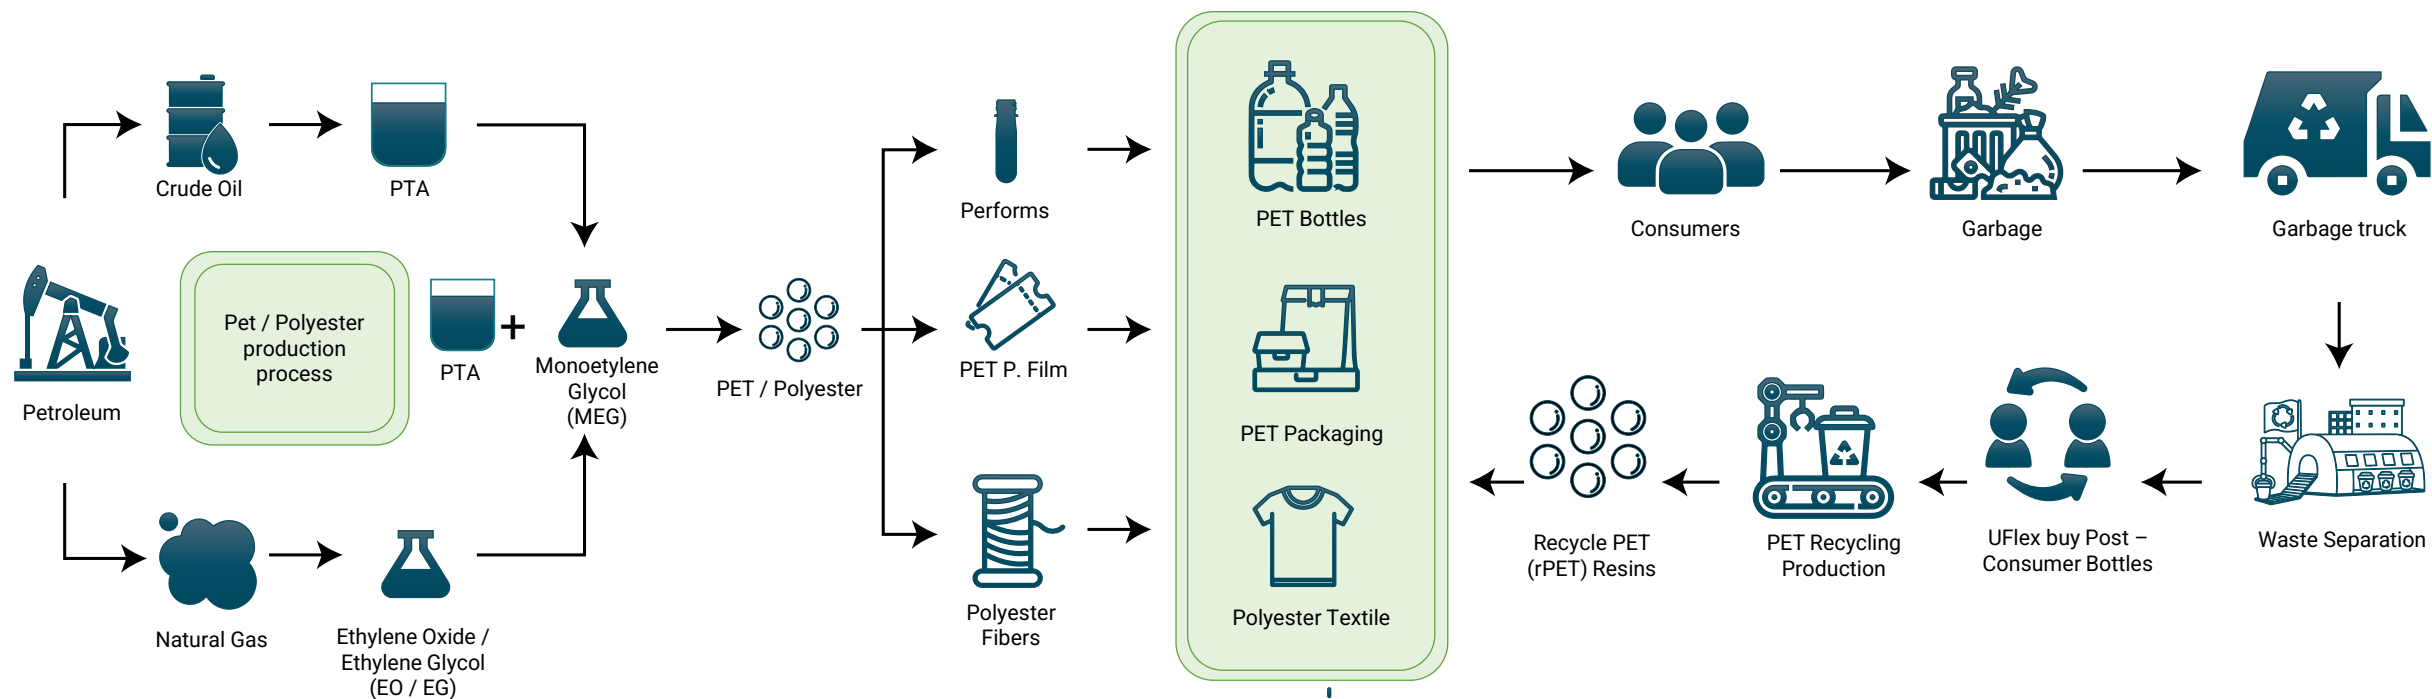 Crude Oil
PTA
Petroleum
Pet / Polyester
production
process
PTA
+
Monoetylene
Glycol
(MEG)
Natural Gas
Ethylene Oxide /
Ethylene Glycol
(EO / EG)
PET / Polyester
Performs
PET P. Film
Polyester
Fibers
PET Bottles
PET Packaging
Polyester Textile
Consumers
Garbage
Garbage truck
Waste Separation
UFlex buy Post –
Consumer Bottles
PET Recycling
Production
Recycle PET
(rPET) Resins